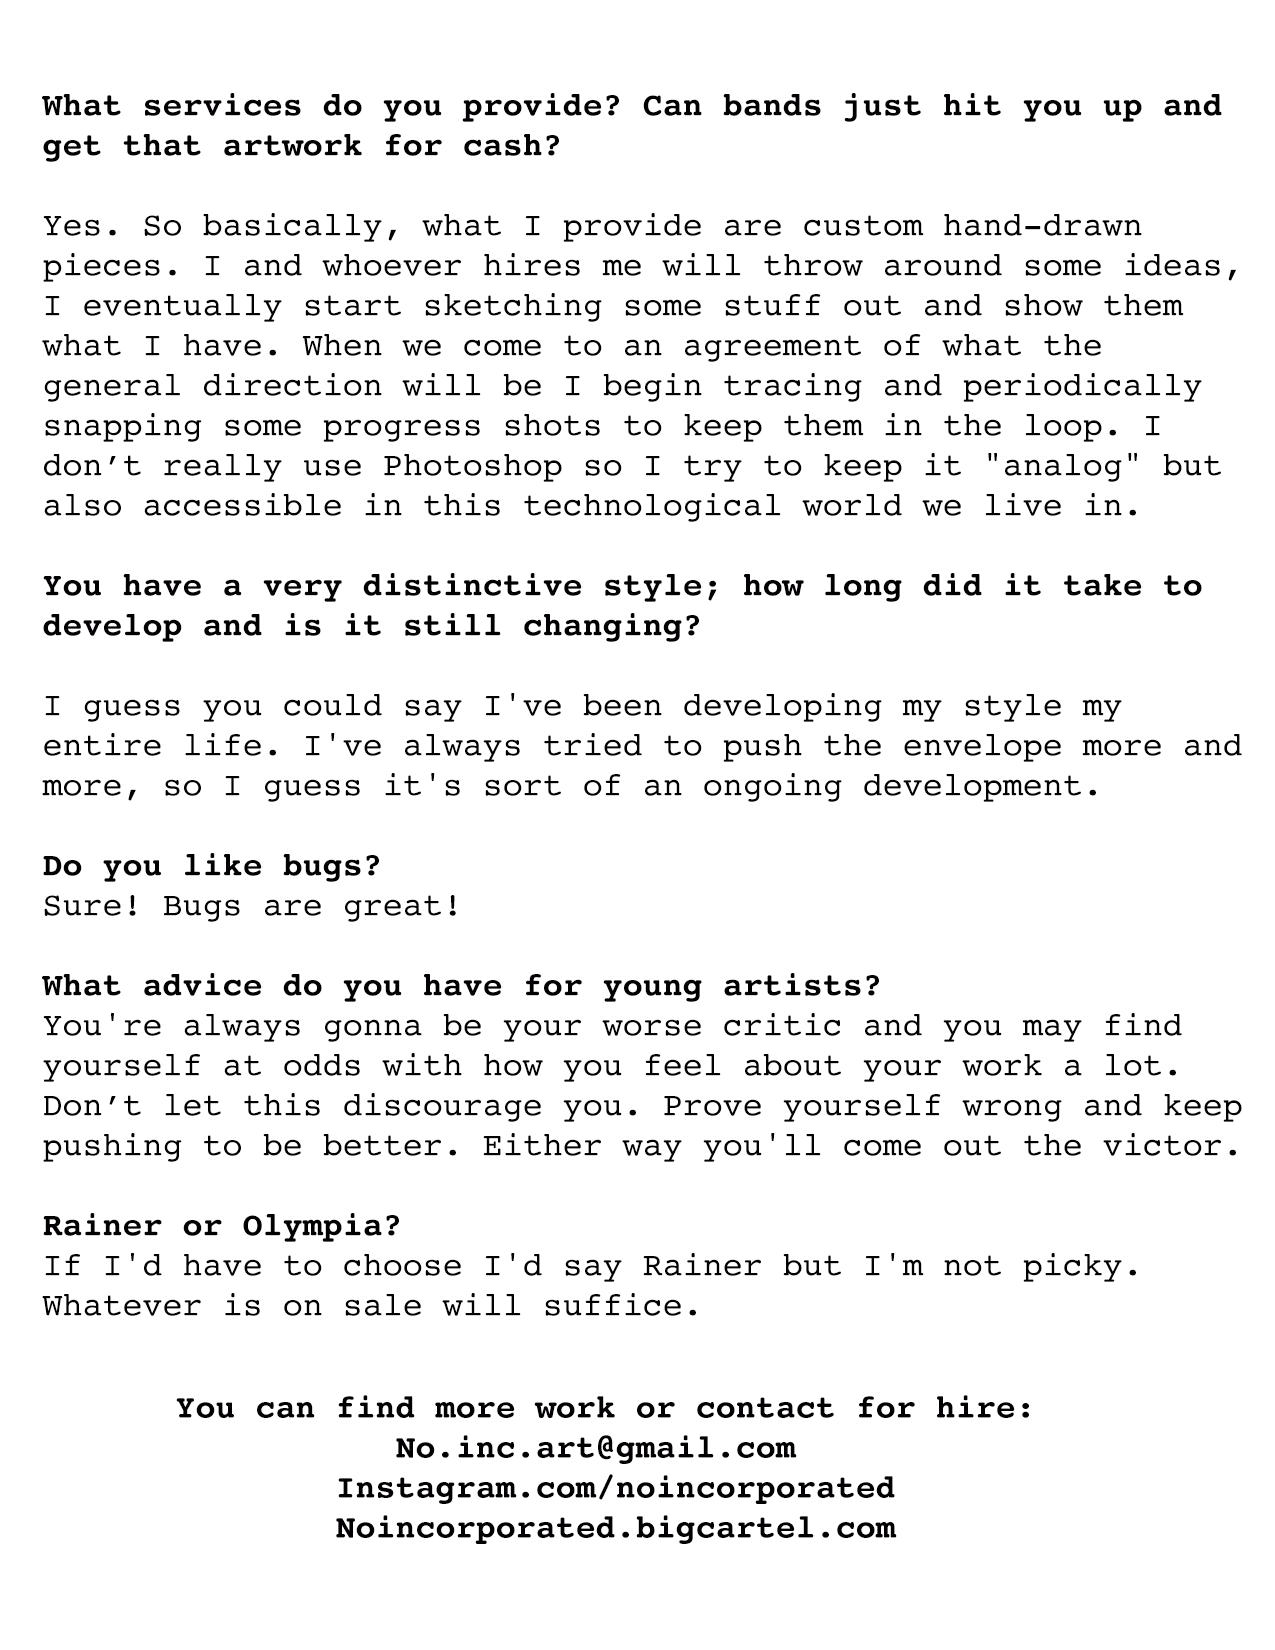 What services do you provide? Can bands just hit you up and
get that artwork for cash?
Yes. So basically, what I provide are custom hand-drawn
pieces. I and whoever hires me will throw around some ideas,
I eventually start sketching some stuff out and show them
what I have. When we come to an agreement of what the
general direction will be I begin tracing and periodically
snapping some progress shots to keep them in the loop. I
don’t really use Photoshop so I try to keep it "analog" but
also accessible in this technological world we live in.
You have a very distinctive style; how long did it take to
develop and is it still changing?
I guess you could say I've been developing my style my
entire life. I've always tried to push the envelope more and
more, so I guess it's sort of an ongoing development.
Do you like bugs?
Sure! Bugs are great!
What advice do you have for young artists?
You're always gonna be your worse critic and you may find
yourself at odds with how you feel about your work a lot.
Don’t let this discourage you. Prove yourself wrong and keep
pushing to be better. Either way you'll come out the victor.
Rainer or Olympia?
If I'd have to choose I'd say Rainer but I'm not picky.
Whatever is on sale will suffice.
You can find more work or contact for hire:
No.inc.art@gmail.com
Instagram.com/noincorporated
Noincorporated.bigcartel.com